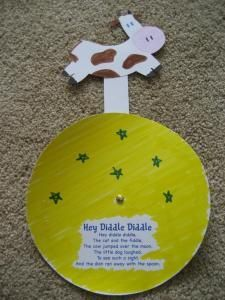 Hey Diddle Diddle
Hey diddle diddle,
The cat and the fiddle,
The cow jumped over the moon.
The little dog laughed,
To see such a sight,
And the dish ran away with the spoon.